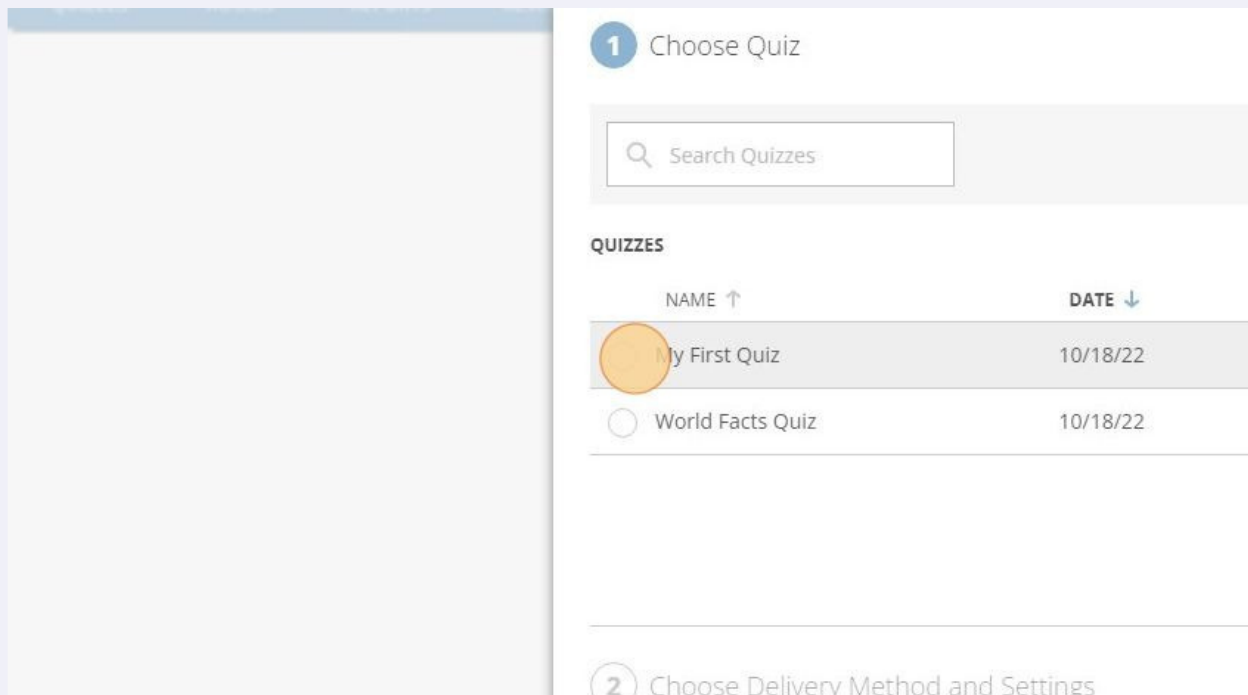 1 Choose Quiz
Search Quizzes
QUIZZES
NAME ↑ DATE ↓
My First Quiz 10/18/22
World Facts Quiz 10/18/22
2 Choose Delivery Method and Settings